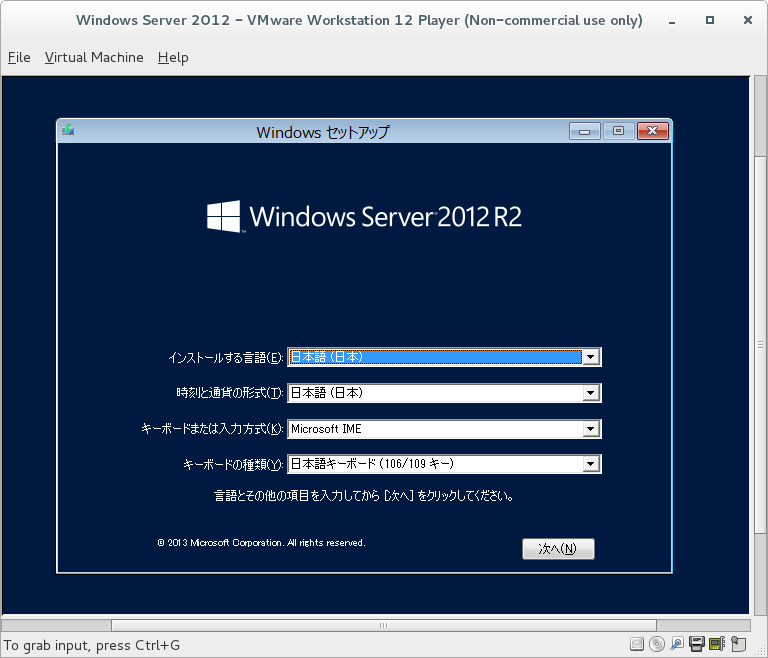 Windows Server 2012 - VMware Workstation 12 Player (Non-commercial use only)
File Virtual Machine Help
Windows セットアップ
Windows Server 2012 R2
インストールする言語(E): 日本語 (日本)
時刻と通貨の形式(T): 日本語 (日本)
キーボードまたは入力方式(K): Microsoft IME
キーボードの種類(Y): 日本語キーボード (106/109 キー)
言語とその他の項目を入力してから [次へ] をクリックしてください。
© 2013 Microsoft Corporation. All rights reserved.
次へ(N)
To grab input, press Ctrl+G